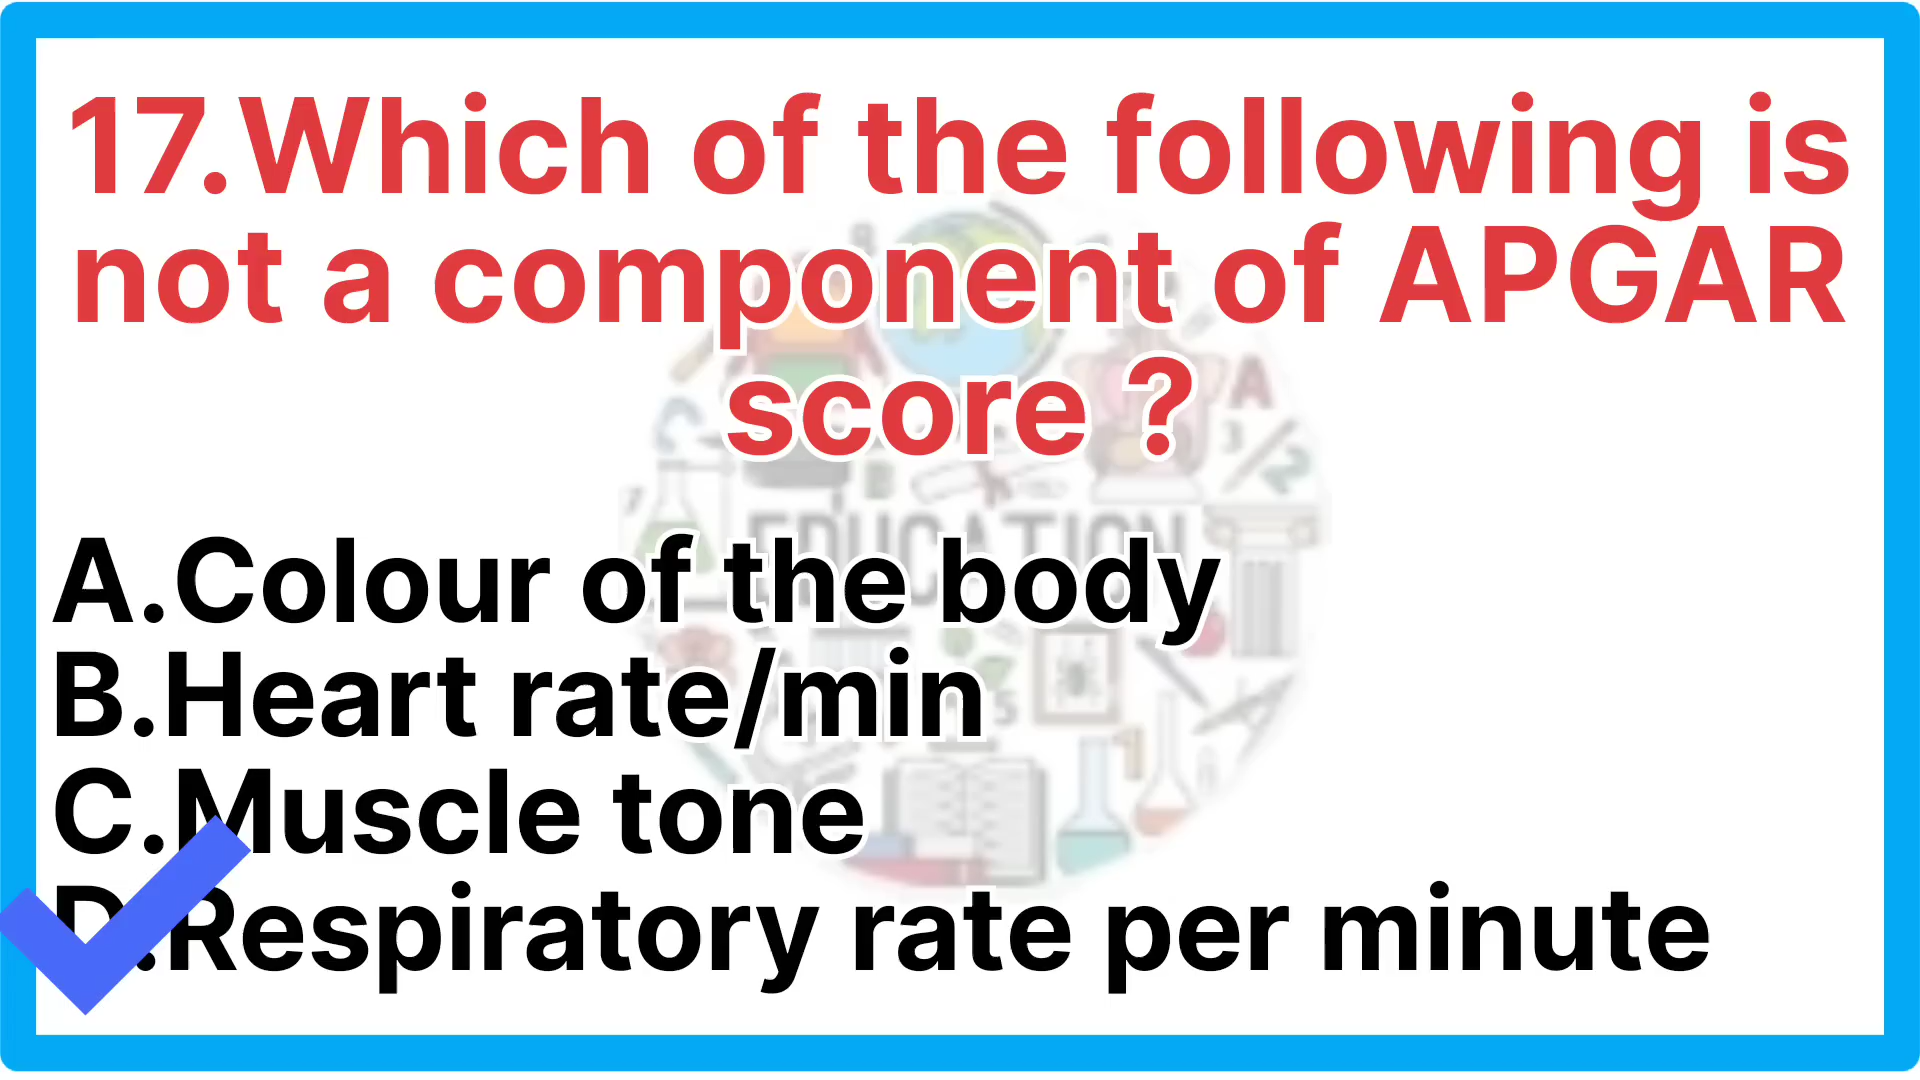 17.Which of the following is
not a component of APGAR
score ?
EDUCATION
A.Colour of the body
B.Heart rate/min
C.Muscle tone
D.Respiratory rate per minute